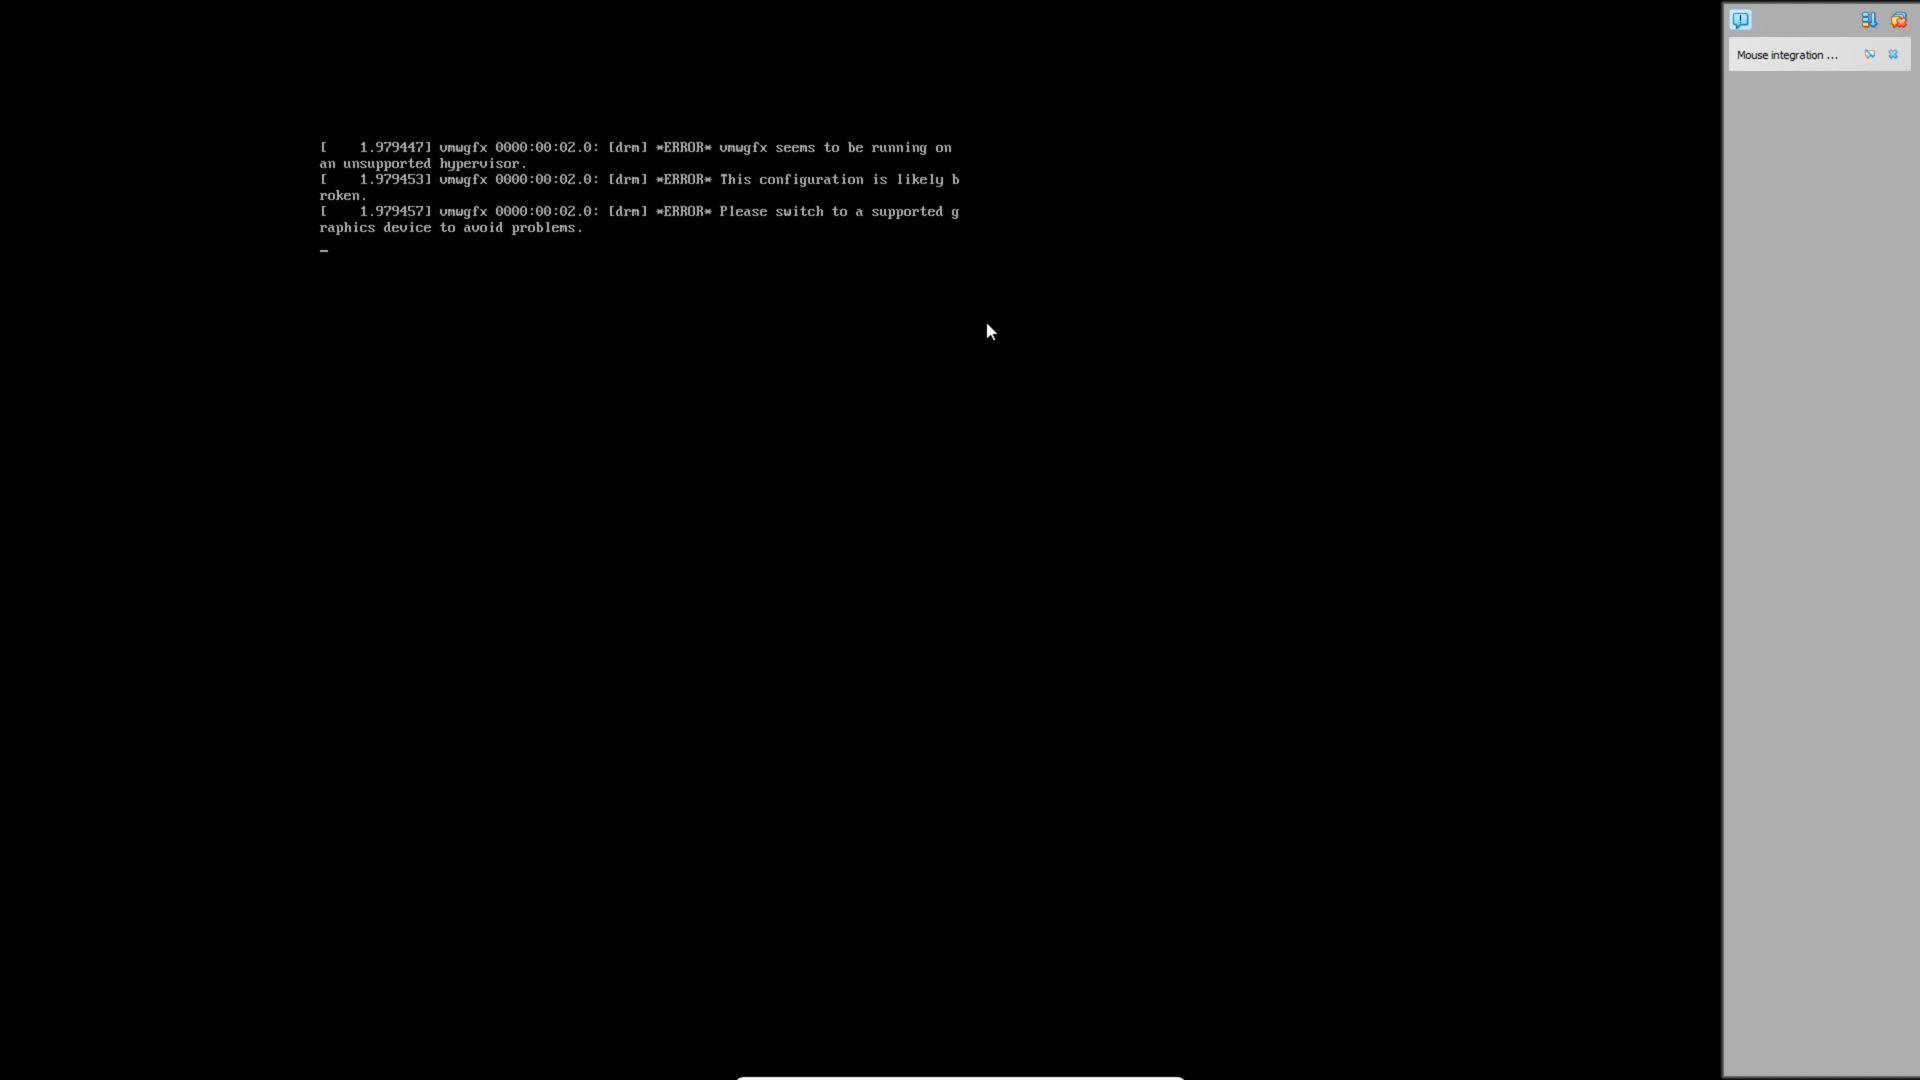 Mouse integration ...
[    1.979447] vmwgfx 0000:00:02.0: [drm] *ERROR* vmwgfx seems to be running on
an unsupported hypervisor.
[    1.979453] vmwgfx 0000:00:02.0: [drm] *ERROR* This configuration is likely b
roken.
[    1.979457] vmwgfx 0000:00:02.0: [drm] *ERROR* Please switch to a supported g
raphics device to avoid problems.
_